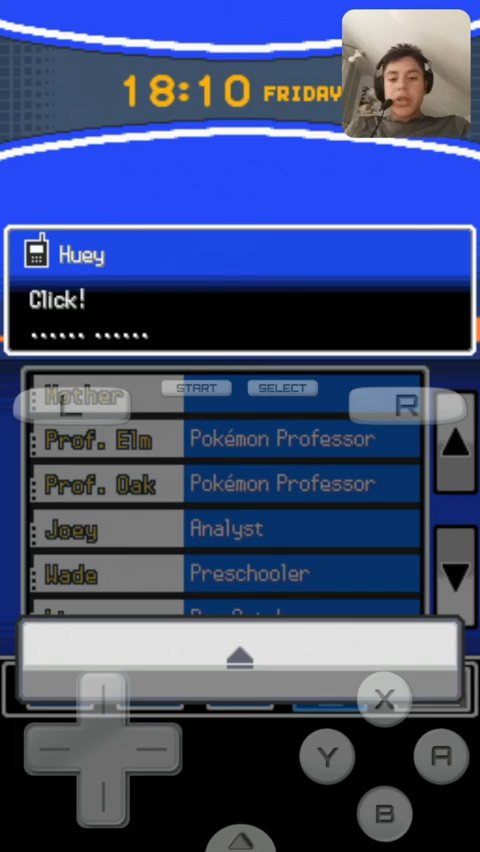 18:10 FRIDAY
Huey
Click!
...... ......
START SELECT
Mother
L R
Prof. Elm Pokémon Professor
Prof. Oak Pokémon Professor
Joey Analyst
Wade Preschooler
X
Y A
B